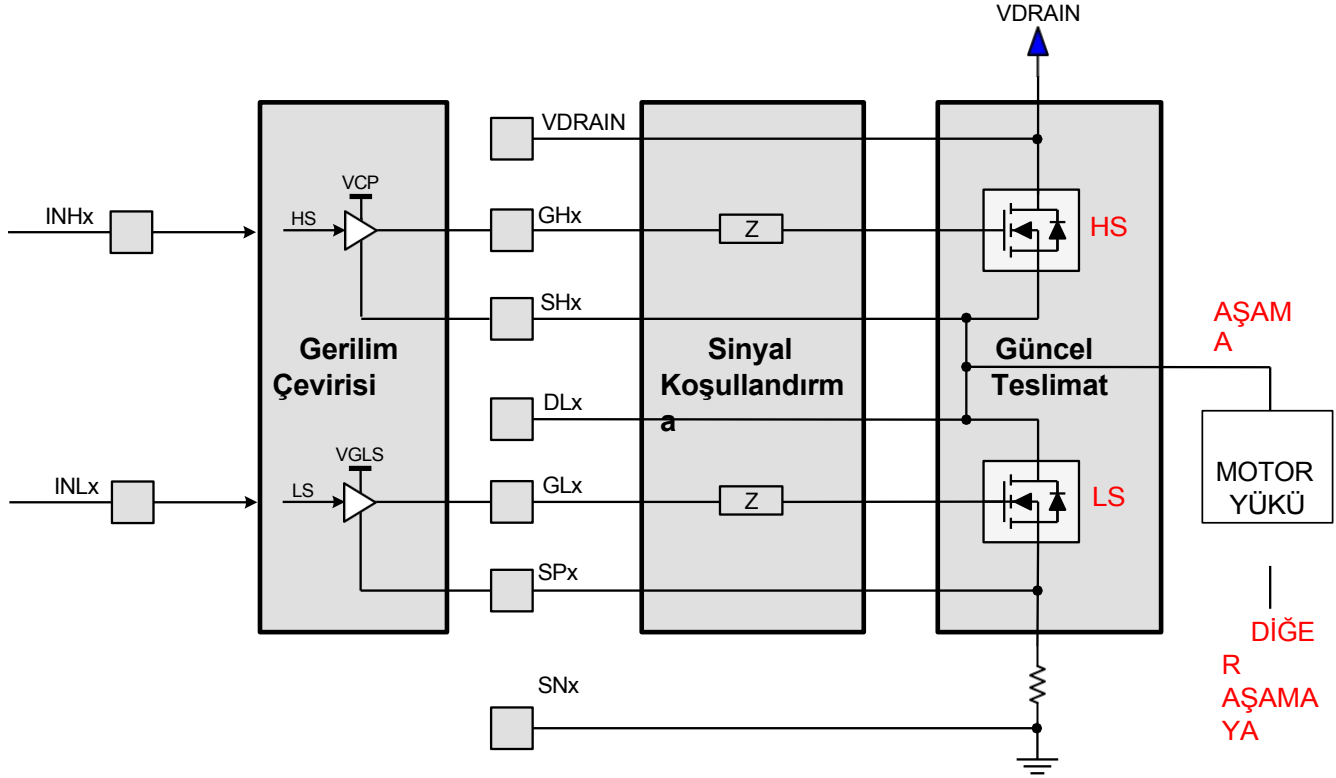 VDRAIN
VDRAIN
VCP
INHx
HS
GHx
Z
HS
SHx
AŞAM
A
Gerilim
Çevirisi
Sinyal
Koşullandırm
a
Güncel
Teslimat
DLx
VGLS
INLx
LS
GLx
Z
LS
MOTOR
YÜKÜ
SPx
DİĞE
R
AŞAMA
YA
SNx